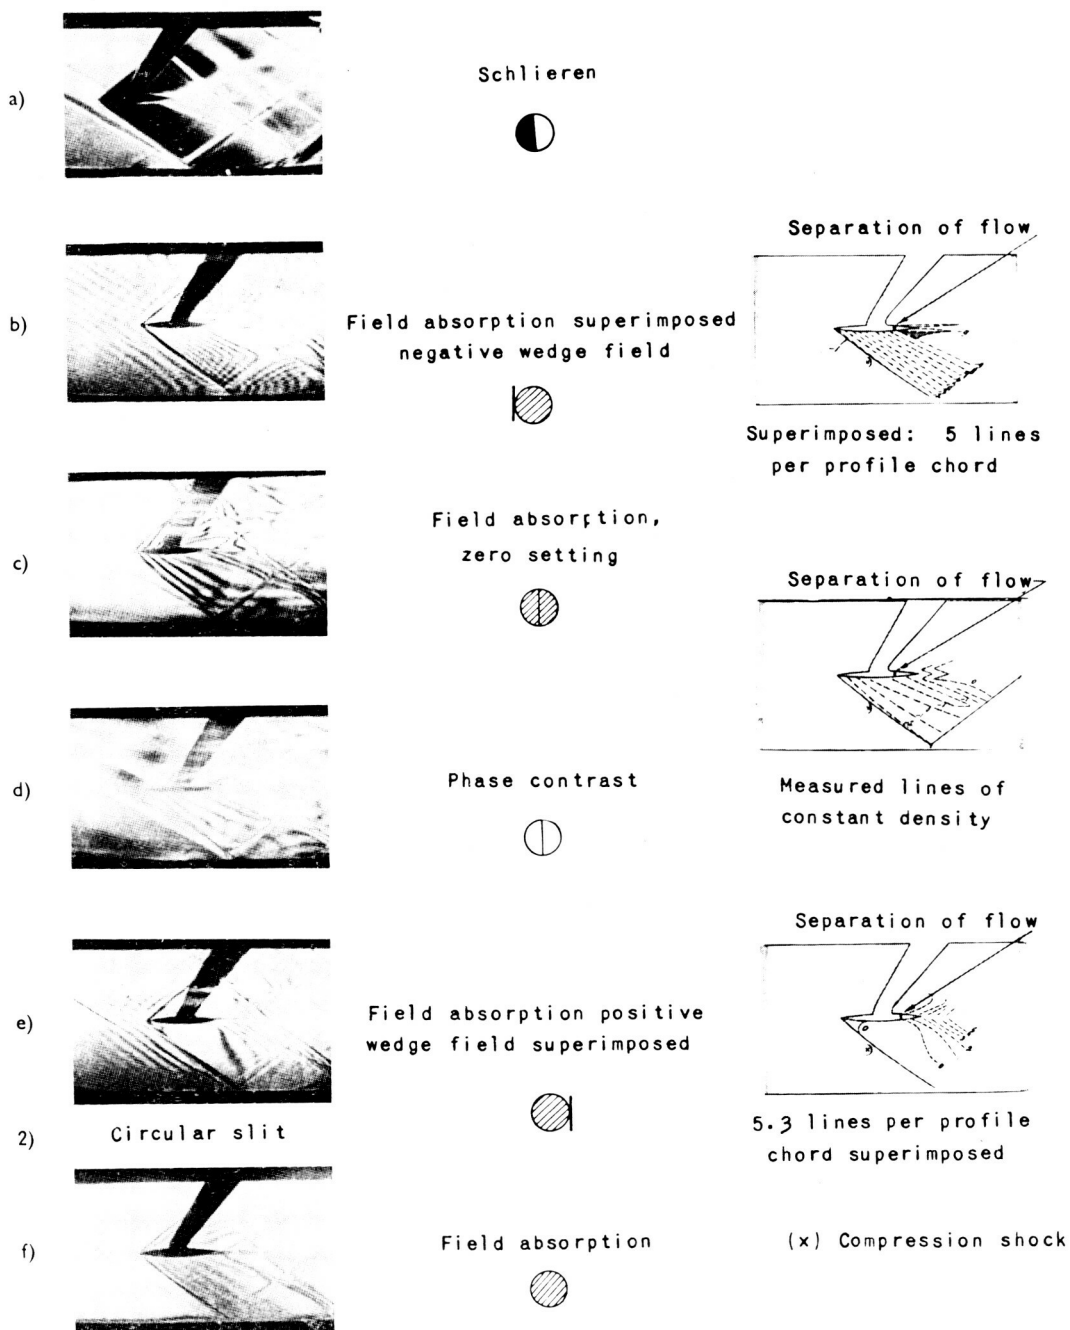 a)
Schlieren
b)
Field absorption superimposed
negative wedge field
Separation of flow
Superimposed: 5 lines
per profile chord
c)
Field absorption,
zero setting
Separation of flow
Measured lines of
constant density
d)
Phase contrast
e)
Field absorption positive
wedge field superimposed
Separation of flow
5.3 lines per profile
chord superimposed
2)
Circular slit
f)
Field absorption
(x) Compression shock